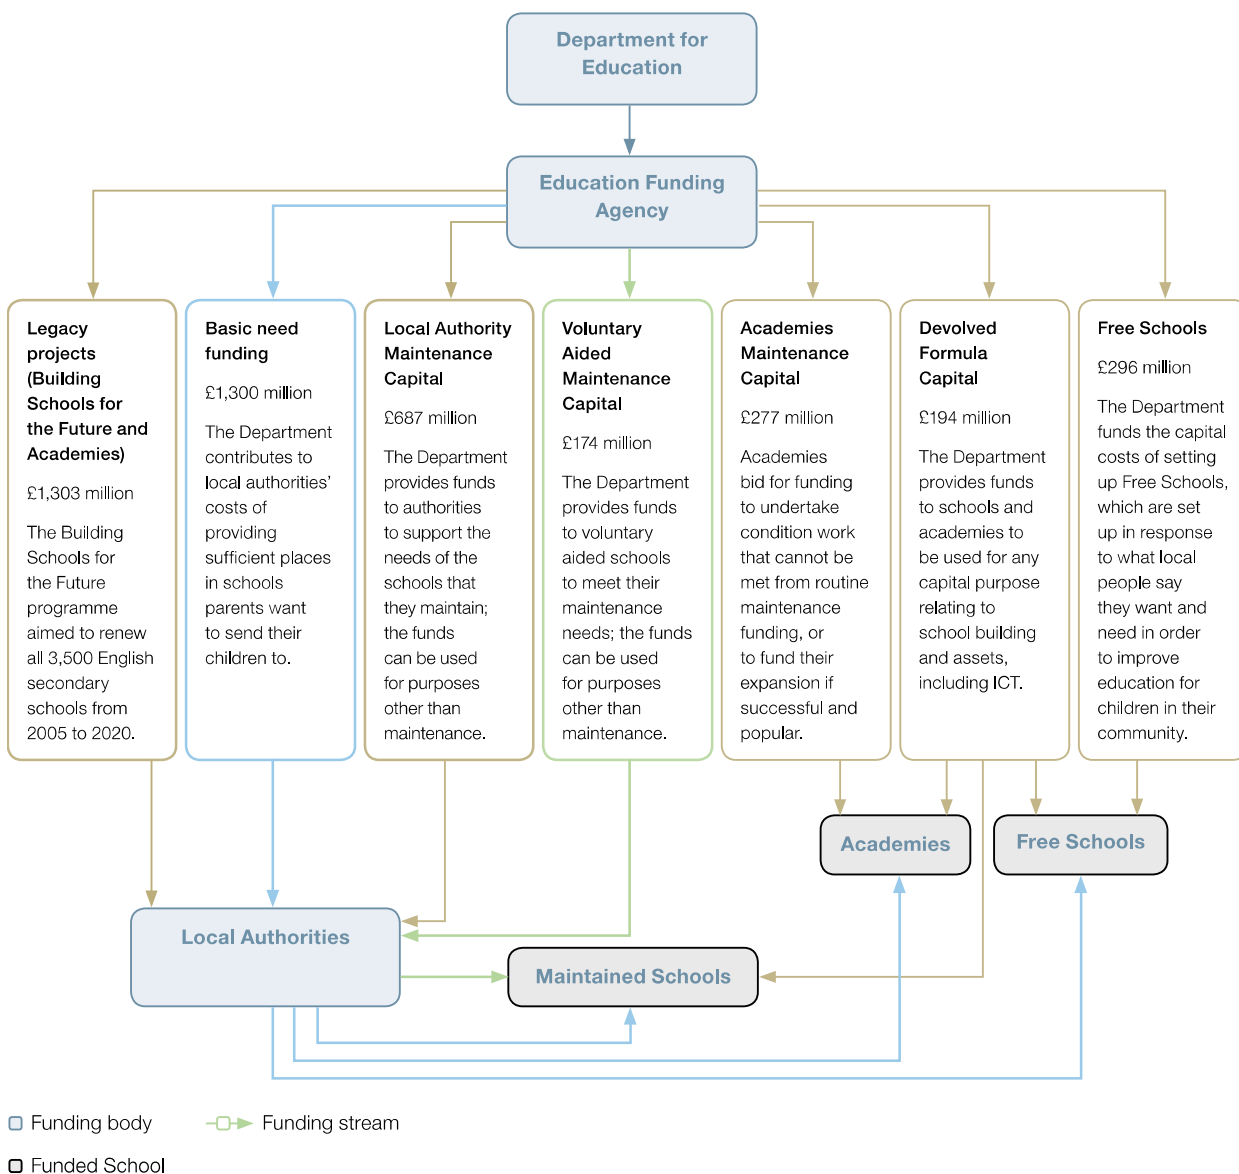 Department for
Education
Education Funding
Agency
Legacy
projects
(Building
Schools for
the Future and
Academies)
£1,303 million
The Building
Schools for
the Future
programme
aimed to renew
all 3,500 English
secondary
schools from
2005 to 2020.
Basic need
funding
£1,300 million
The Department
contributes to
local authorities’
costs of
providing
sufficient places
in schools
parents want
to send their
children to.
Local Authority
Maintenance
Capital
£687 million
The Department
provides funds
to authorities
to support the
needs of the
schools that
they maintain;
the funds
can be used
for purposes
other than
maintenance.
Voluntary
Aided
Maintenance
Capital
£174 million
The Department
provides funds
to voluntary
aided schools
to meet their
maintenance
needs; the funds
can be used
for purposes
other than
maintenance.
Academies
Maintenance
Capital
£277 million
Academies
bid for funding
to undertake
condition work
that cannot be
met from routine
maintenance
funding, or
to fund their
expansion if
successful and
popular.
Devolved
Formula
Capital
£194 million
The Department
provides funds
to schools and
academies to
be used for any
capital purpose
relating to
school building
and assets,
including ICT.
Free Schools
£296 million
The Department
funds the capital
costs of setting
up Free Schools,
which are set
up in response
to what local
people say
they want and
need in order
to improve
education for
children in their
community.
Academies
Free Schools
Local Authorities
Maintained Schools
Funding body
Funding stream
Funded School